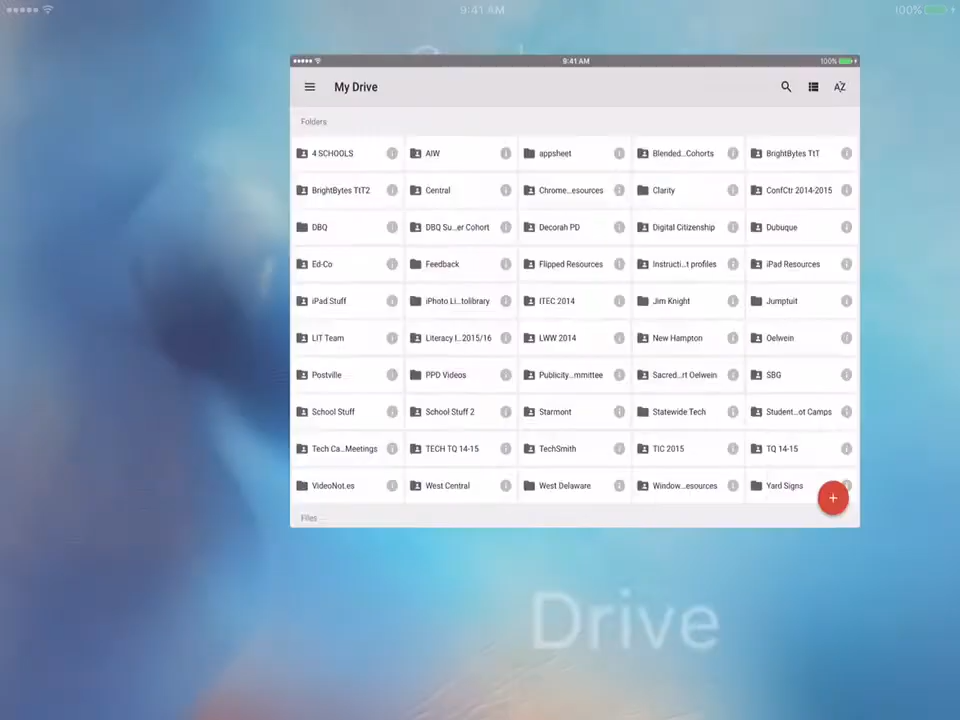 9:41 AM
100%
9:41 AM
100%
My Drive
AZ
Folders
4 SCHOOLS
AIW
appsheet
Blended...Cohorts
BrightBytes TtT
BrightBytes TtT2
Central
Chrome...esources
Clarity
ConfCtr 2014-2015
DBQ
DBQ Su...er Cohort
Decorah PD
Digital Citizenship
Dubuque
Ed-Co
Feedback
Flipped Resources
Instructi...t profiles
iPad Resources
iPad Stuff
iPhoto Li...tolibrary
ITEC 2014
Jim Knight
Jumptuit
LIT Team
Literacy I...2015/16
LWW 2014
New Hampton
Oelwein
Postville
PPD Videos
Publicity...mmittee
Sacred...rt Oelwein
SBG
School Stuff
School Stuff 2
Starmont
Statewide Tech
Student...ot Camps
Tech Ca...Meetings
TECH TQ 14-15
TechSmith
TIC 2015
TQ 14-15
VideoNot.es
West Central
West Delaware
Window...esources
Yard Signs
Files
Drive